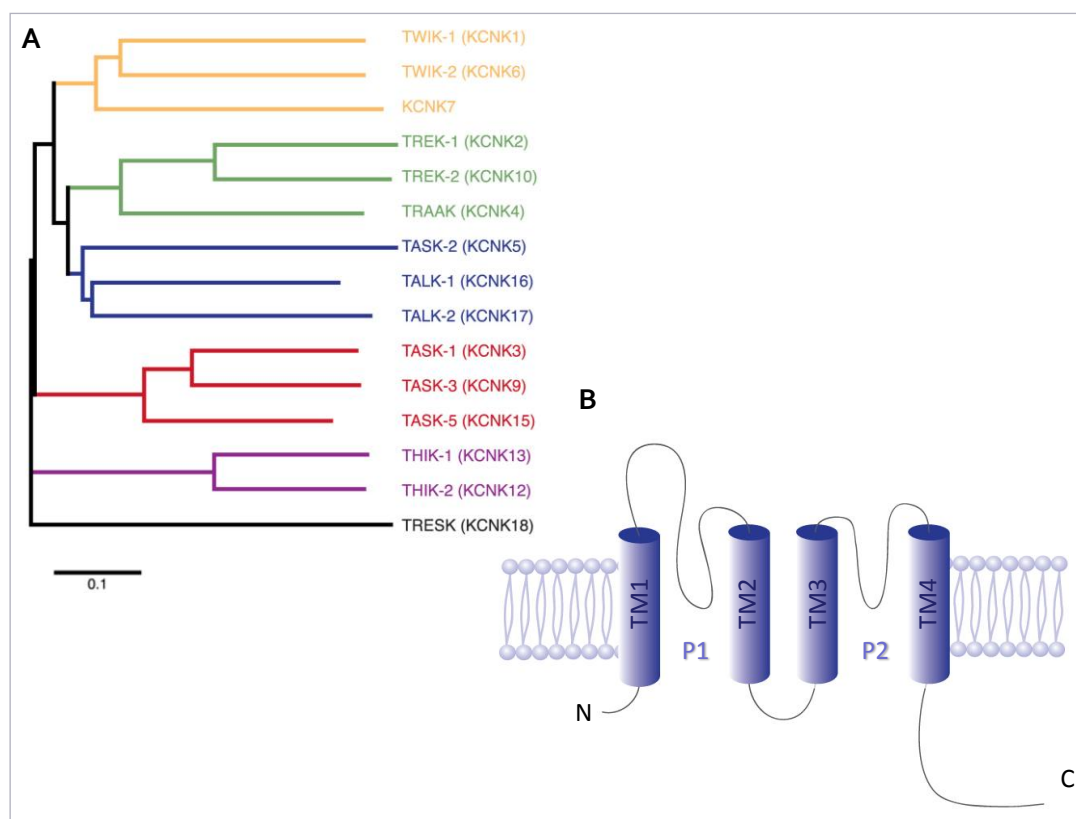 A
TWIK-1 (KCNK1)
TWIK-2 (KCNK6)
KCNK7
TREK-1 (KCNK2)
TREK-2 (KCNK10)
TRAAK (KCNK4)
TASK-2 (KCNK5)
TALK-1 (KCNK16)
TALK-2 (KCNK17)
TASK-1 (KCNK3)
TASK-3 (KCNK9)
TASK-5 (KCNK15)
THIK-1 (KCNK13)
THIK-2 (KCNK12)
TRESK (KCNK18)
0.1
B
TM1
TM2
TM3
TM4
P1
P2
N
C